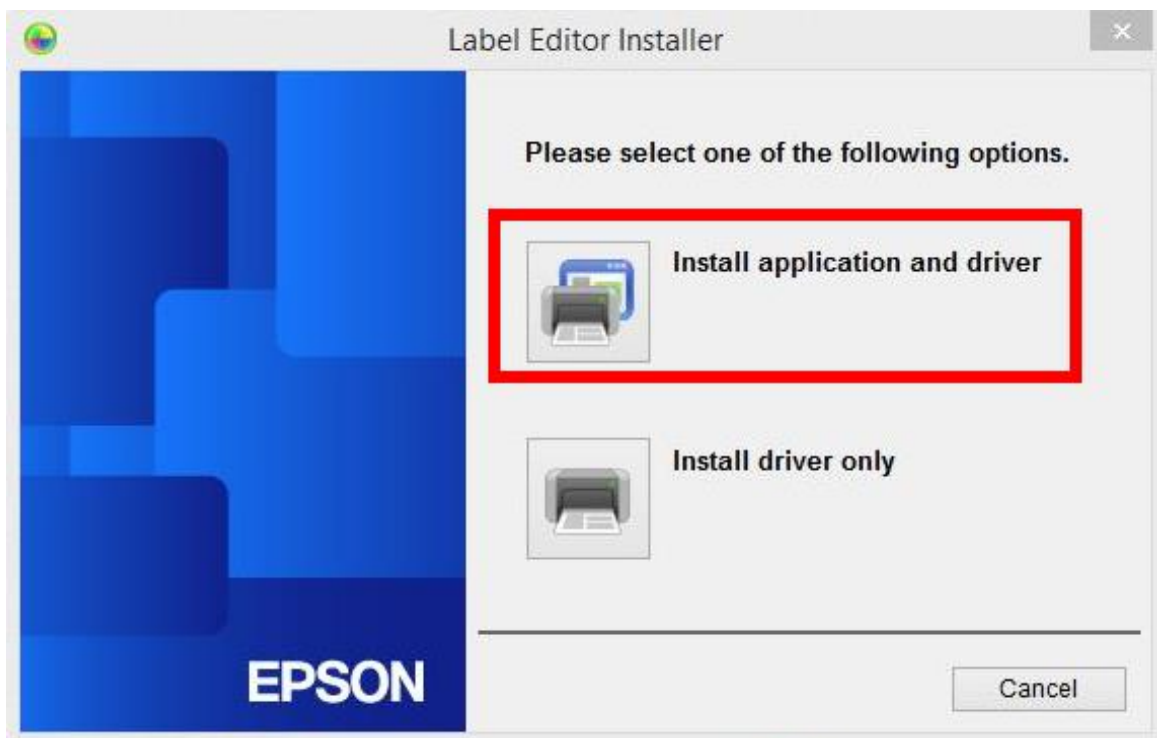 Label Editor Installer
Please select one of the following options.
Install application and driver
Install driver only
EPSON
Cancel